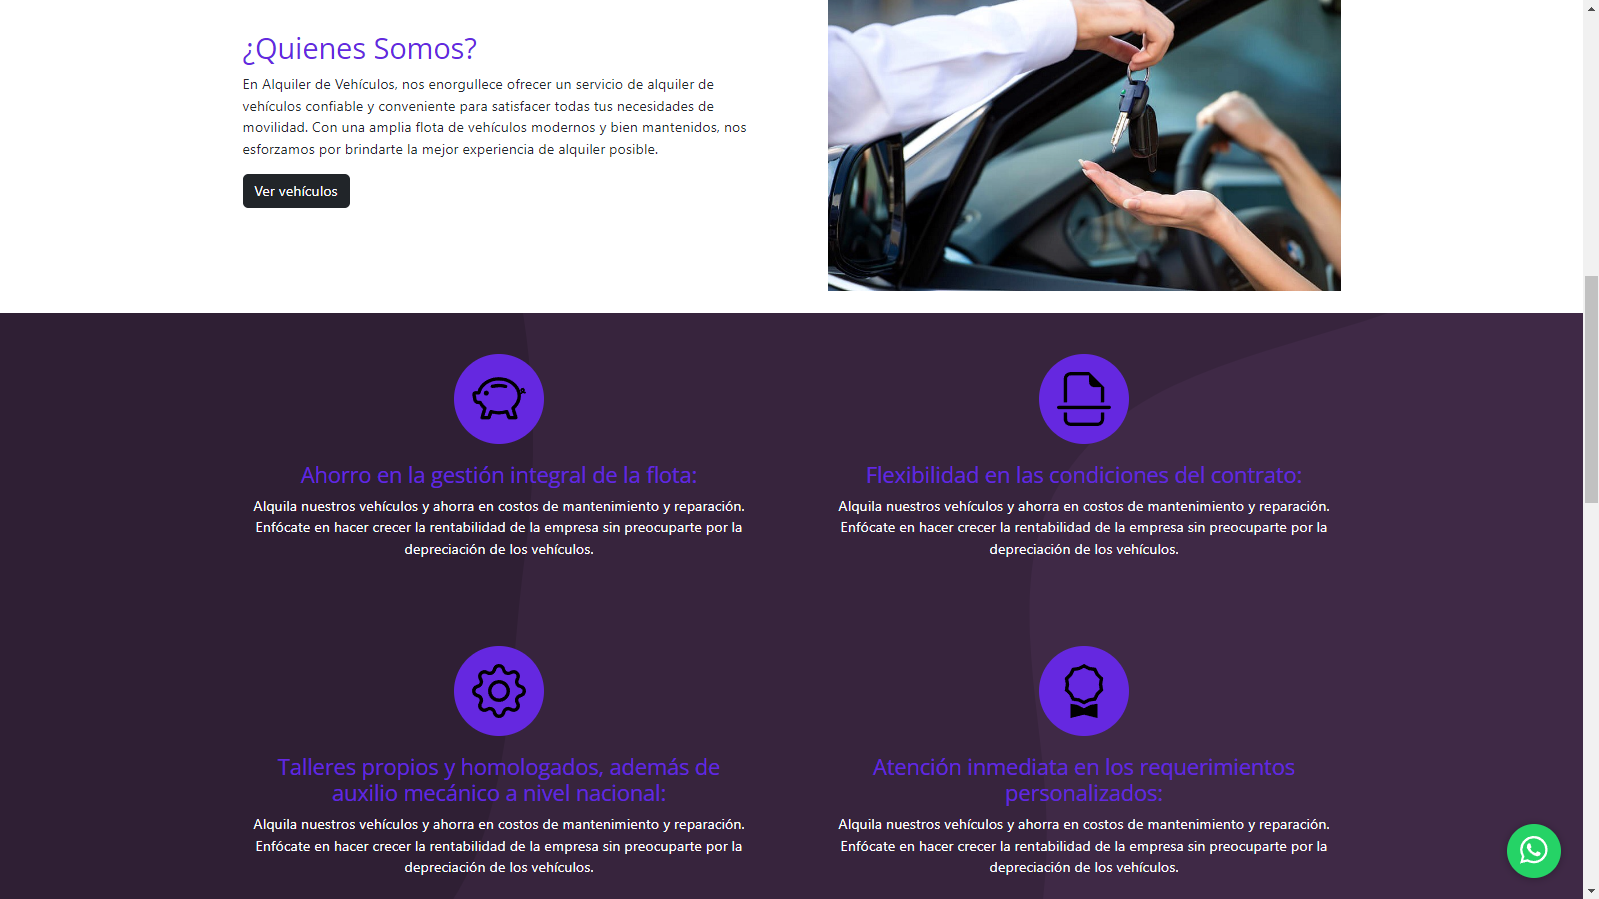 ¿Quienes Somos?
En Alquiler de Vehículos, nos enorgullece ofrecer un servicio de alquiler de
vehículos confiable y conveniente para satisfacer todas tus necesidades de
movilidad. Con una amplia flota de vehículos modernos y bien mantenidos, nos
esforzamos por brindarte la mejor experiencia de alquiler posible.
Ver vehículos
Ahorro en la gestión integral de la flota:
Alquila nuestros vehículos y ahorra en costos de mantenimiento y reparación.
Enfócate en hacer crecer la rentabilidad de la empresa sin preocuparte por la
depreciación de los vehículos.
Flexibilidad en las condiciones del contrato:
Alquila nuestros vehículos y ahorra en costos de mantenimiento y reparación.
Enfócate en hacer crecer la rentabilidad de la empresa sin preocuparte por la
depreciación de los vehículos.
Talleres propios y homologados, además de
auxilio mecánico a nivel nacional:
Alquila nuestros vehículos y ahorra en costos de mantenimiento y reparación.
Enfócate en hacer crecer la rentabilidad de la empresa sin preocuparte por la
depreciación de los vehículos.
Atención inmediata en los requerimientos
personalizados:
Alquila nuestros vehículos y ahorra en costos de mantenimiento y reparación.
Enfócate en hacer crecer la rentabilidad de la empresa sin preocuparte por la
depreciación de los vehículos.